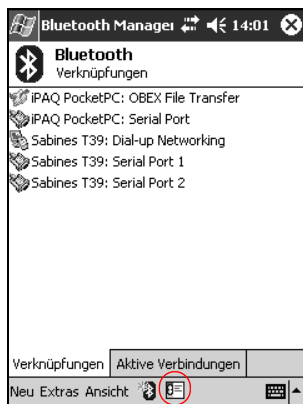 Bluetooth Manager 14:01
Bluetooth
Verknüpfungen
iPAQ PocketPC: OBEX File Transfer
iPAQ PocketPC: Serial Port
Sabines T39: Dial-up Networking
Sabines T39: Serial Port 1
Sabines T39: Serial Port 2
Verknüpfungen Aktive Verbindungen
Neu Extras Ansicht